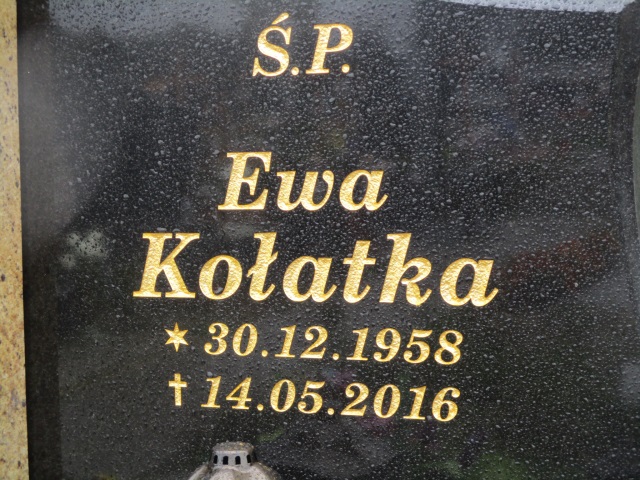 Ś.P.
Ewa
Kołatka
✶ 30.12.1958
✝ 14.05.2016